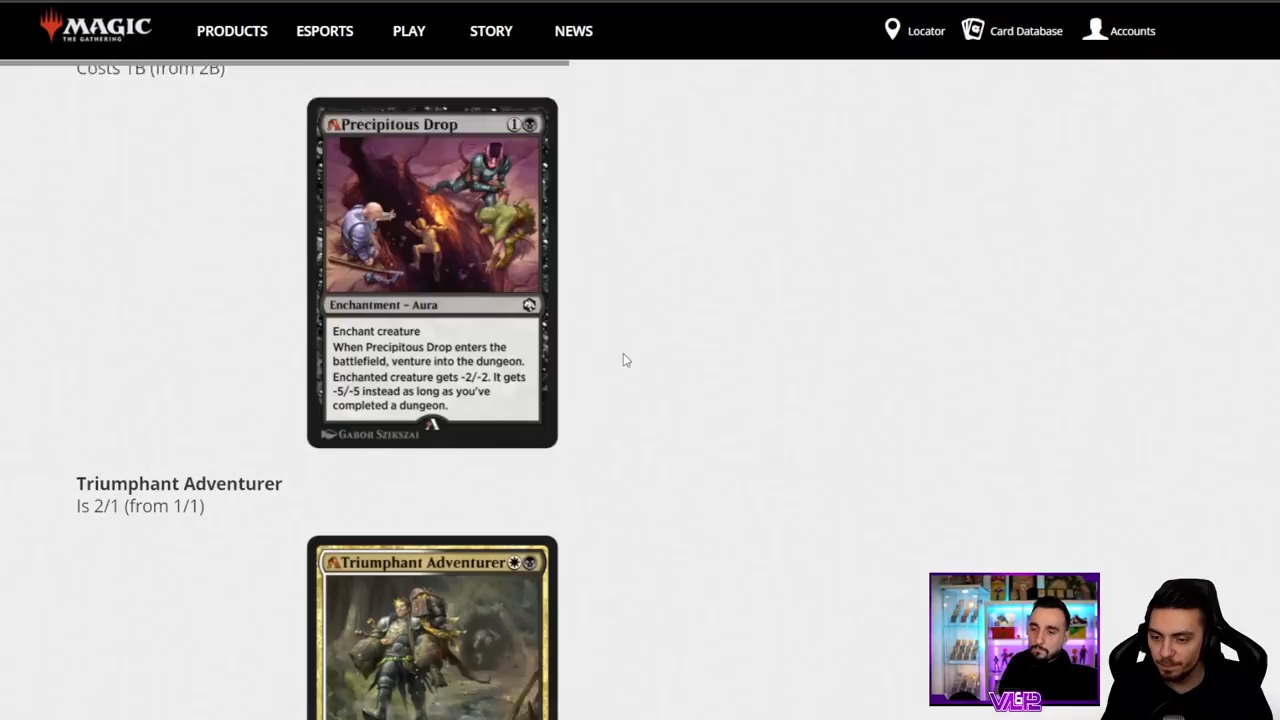 MAGIC
THE GATHERING
PRODUCTS
ESPORTS
PLAY
STORY
NEWS
Locator
Card Database
Accounts
Costs 1B (from 2B)
Precipitous Drop
1
Enchantment – Aura
Enchant creature
When Precipitous Drop enters the
battlefield, venture into the dungeon.
Enchanted creature gets -2/-2. It gets
-5/-5 instead as long as you've
completed a dungeon.
GABOR SZIKSZAI
Triumphant Adventurer
Is 2/1 (from 1/1)
Triumphant Adventurer